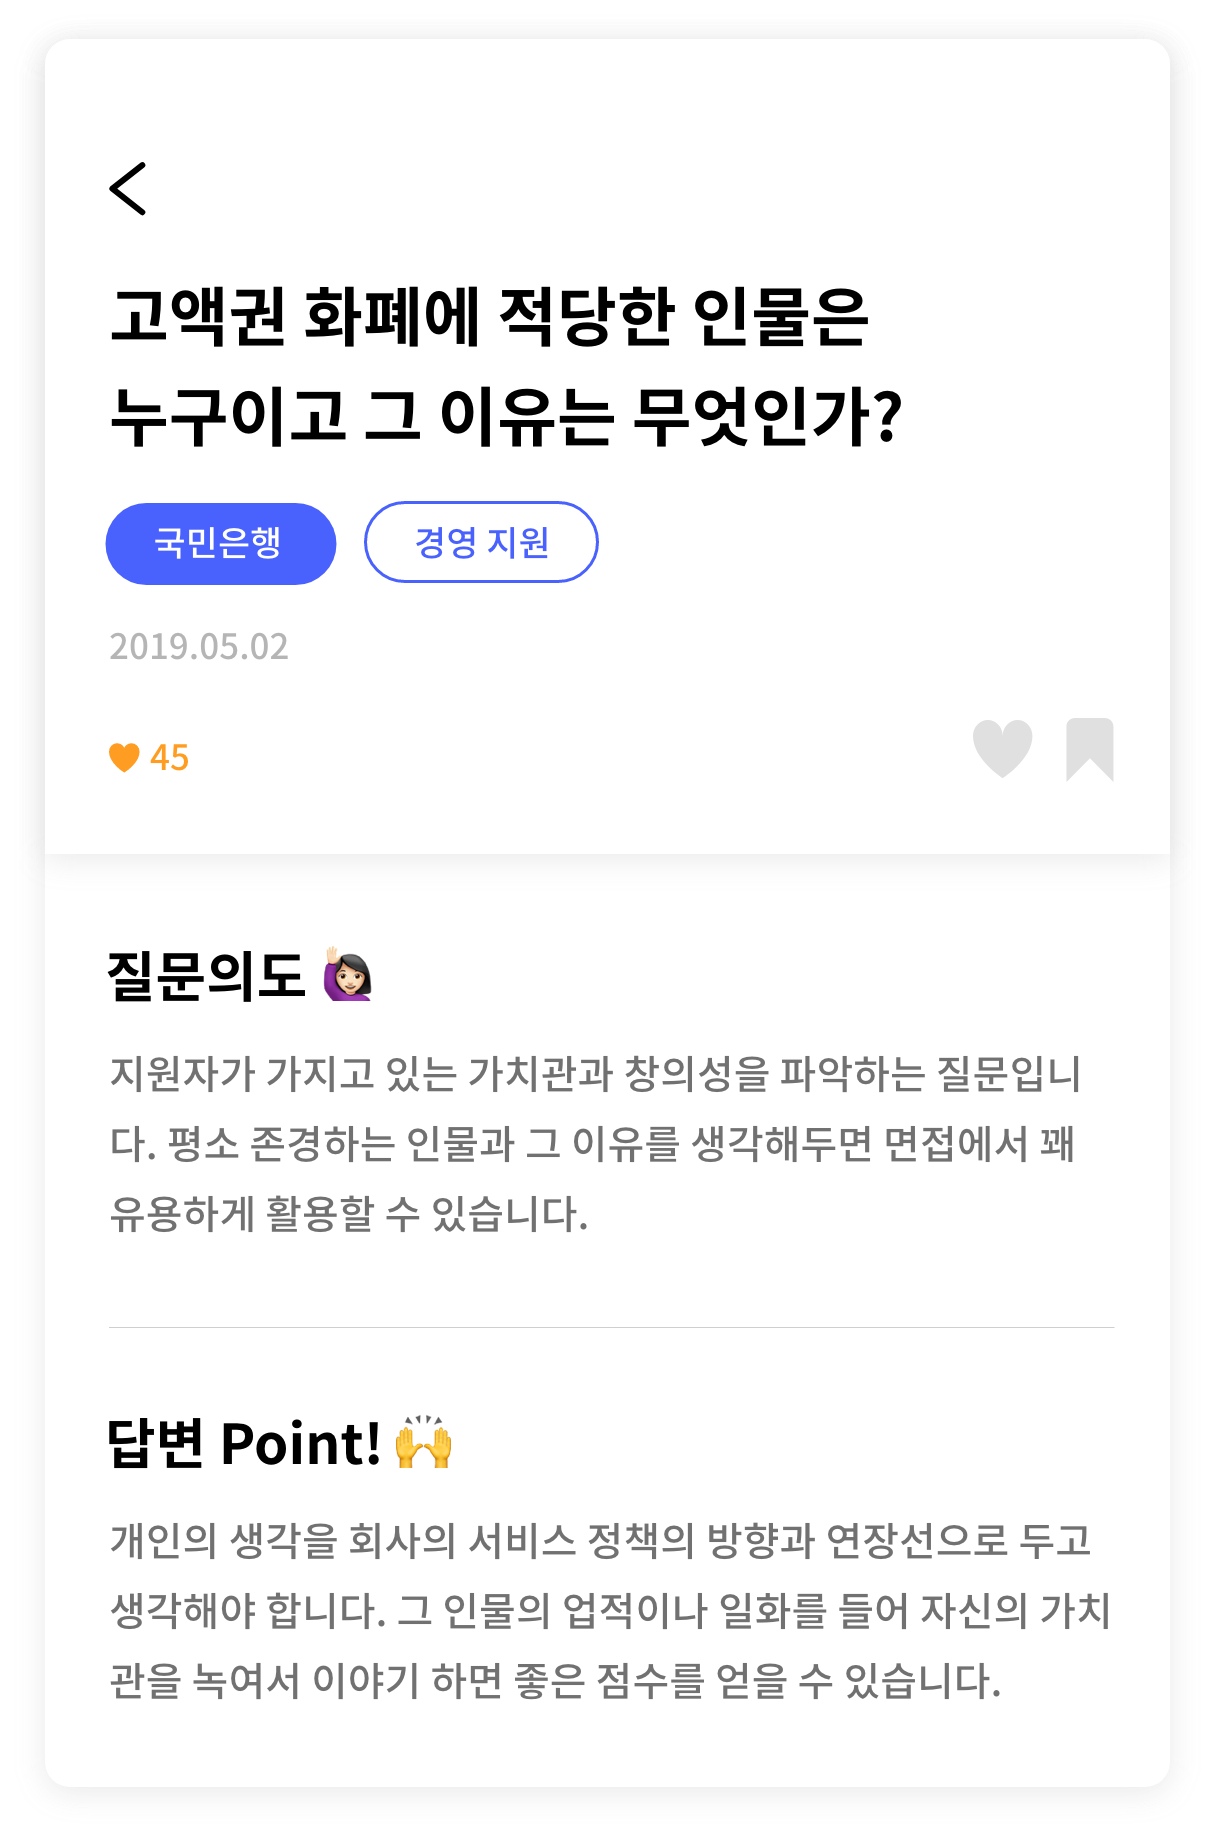 고액권 화폐에 적당한 인물은
누구이고 그 이유는 무엇인가?
국민은행 경영 지원
2019.05.02
45
질문의도 🙋🏻‍♀️
지원자가 가지고 있는 가치관과 창의성을 파악하는 질문입니
다. 평소 존경하는 인물과 그 이유를 생각해두면 면접에서 꽤
유용하게 활용할 수 있습니다.
답변 Point! 🙌
개인의 생각을 회사의 서비스 정책의 방향과 연장선으로 두고
생각해야 합니다. 그 인물의 업적이나 일화를 들어 자신의 가치
관을 녹여서 이야기 하면 좋은 점수를 얻을 수 있습니다.